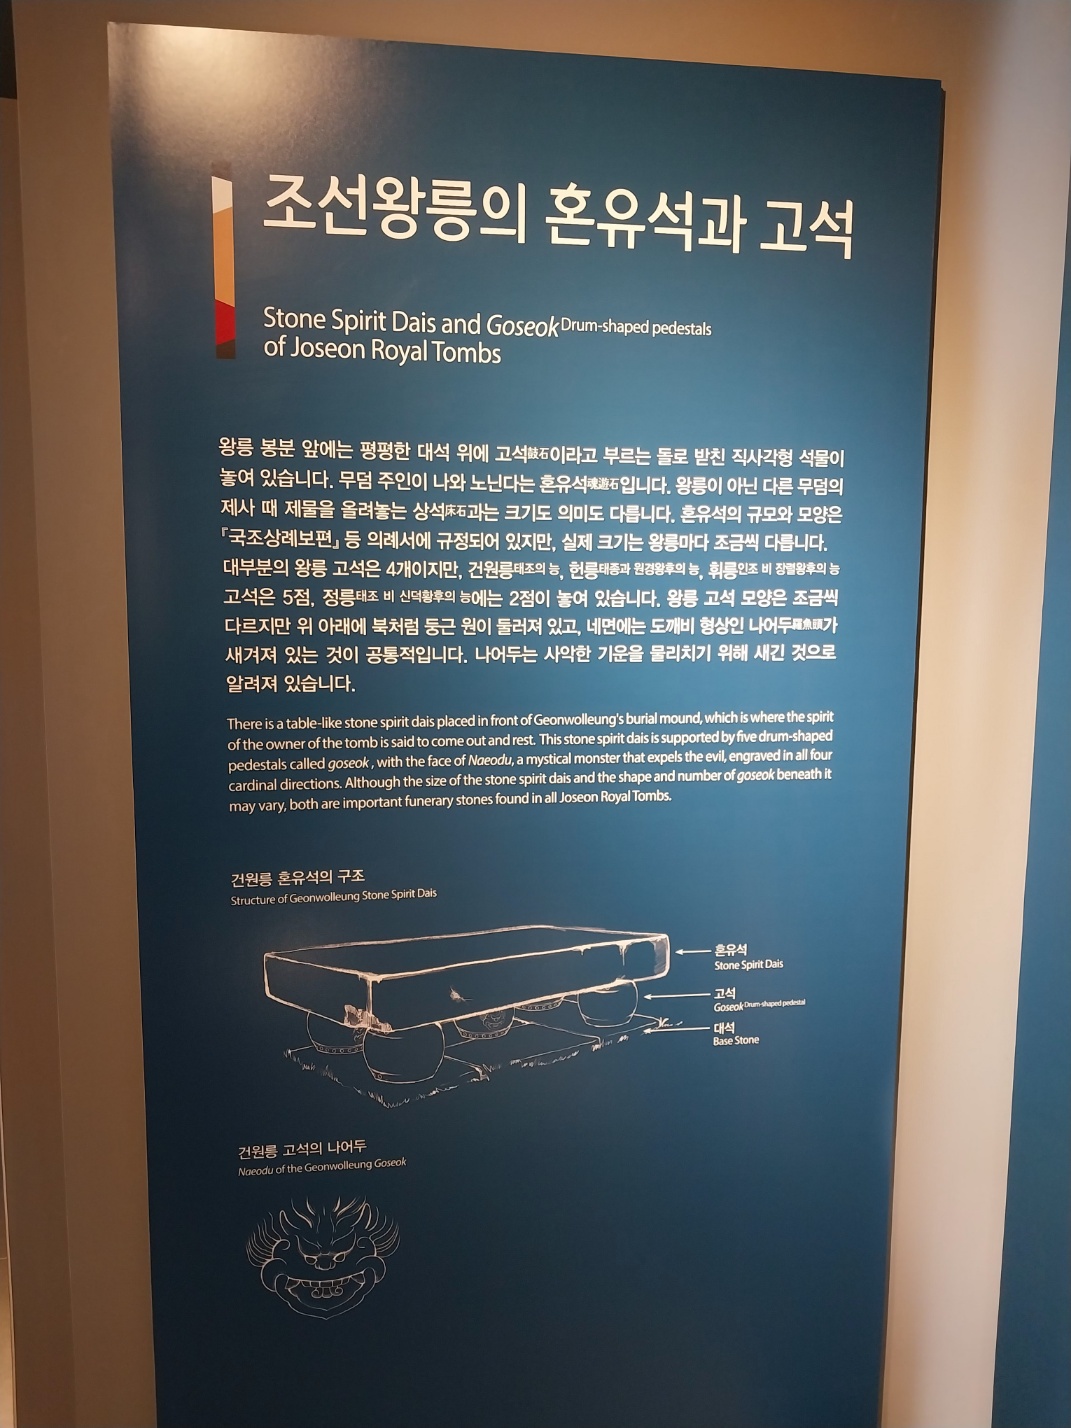 조선왕릉의 혼유석과 고석
Stone Spirit Dais and Goseok Drum-shaped pedestals
of Joseon Royal Tombs
왕릉 봉분 앞에는 평평한 대석 위에 고석鼓石이라고 부르는 돌로 받친 직사각형 석물이
놓여 있습니다. 무덤 주인이 나와 노닌다는 혼유석魂遊石입니다. 왕릉이 아닌 다른 무덤의
제사 때 제물을 올려놓는 상석床石과는 크기도 의미도 다릅니다. 혼유석의 규모와 모양은
『국조상례보편』 등 의례서에 규정되어 있지만, 실제 크기는 왕릉마다 조금씩 다릅니다.
대부분의 왕릉 고석은 4개이지만, 건원릉태조의 능, 헌릉태종과 원경왕후의 능, 휘릉인조 비 장렬왕후의 능
고석은 5점, 정릉태조 비 신덕황후의 능에는 2점이 놓여 있습니다. 왕릉 고석 모양은 조금씩
다르지만 위 아래에 북처럼 둥근 원이 둘러져 있고, 네면에는 도깨비 형상인 나어두羅魚頭가
새겨져 있는 것이 공통적입니다. 나어두는 사악한 기운을 물리치기 위해 새긴 것으로
알려져 있습니다.
There is a table-like stone spirit dais placed in front of Geonwolleung's burial mound, which is where the spirit
of the owner of the tomb is said to come out and rest. This stone spirit dais is supported by five drum-shaped
pedestals called goseok, with the face of Naeodu, a mystical monster that expels the evil, engraved in all four
cardinal directions. Although the size of the stone spirit dais and the shape and number of goseok beneath it
may vary, both are important funerary stones found in all Joseon Royal Tombs.
건원릉 혼유석의 구조
Structure of Geonwolleung Stone Spirit Dais
혼유석
Stone Spirit Dais
고석
Goseok Drum-shaped pedestal
대석
Base Stone
건원릉 고석의 나어두
Naeodu of the Geonwolleung Goseok